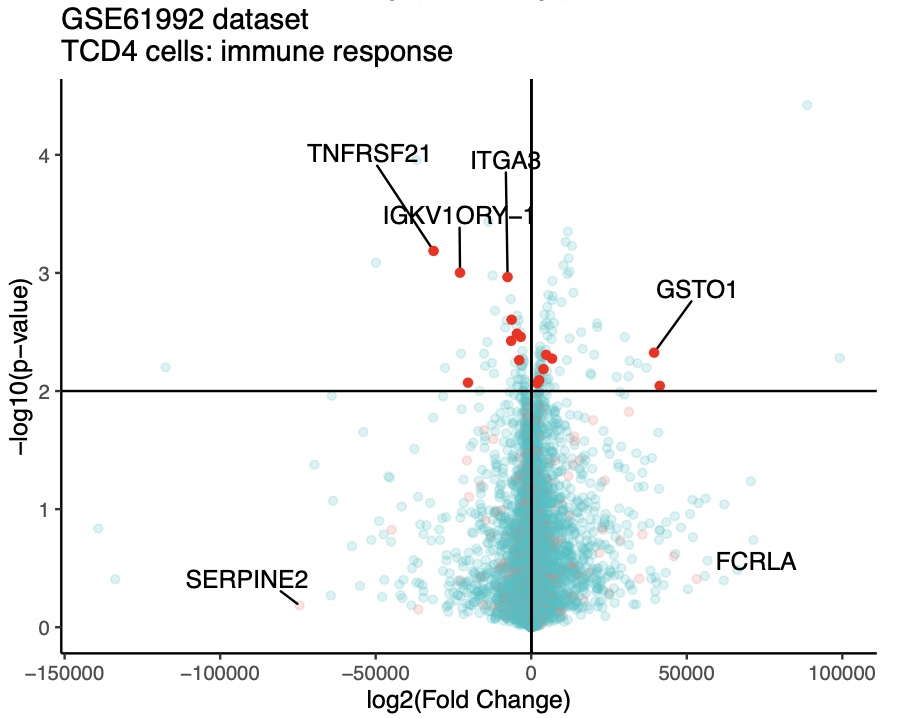 GSE61992 dataset
TCD4 cells: immune response
TNFRSF21
ITGA3
IGKV1ORY−1
GSTO1
FCRLA
SERPINE2
−log10(p−value)
4
3
2
1
0
−150000 −100000 −50000 0 50000 100000
log2(Fold Change)